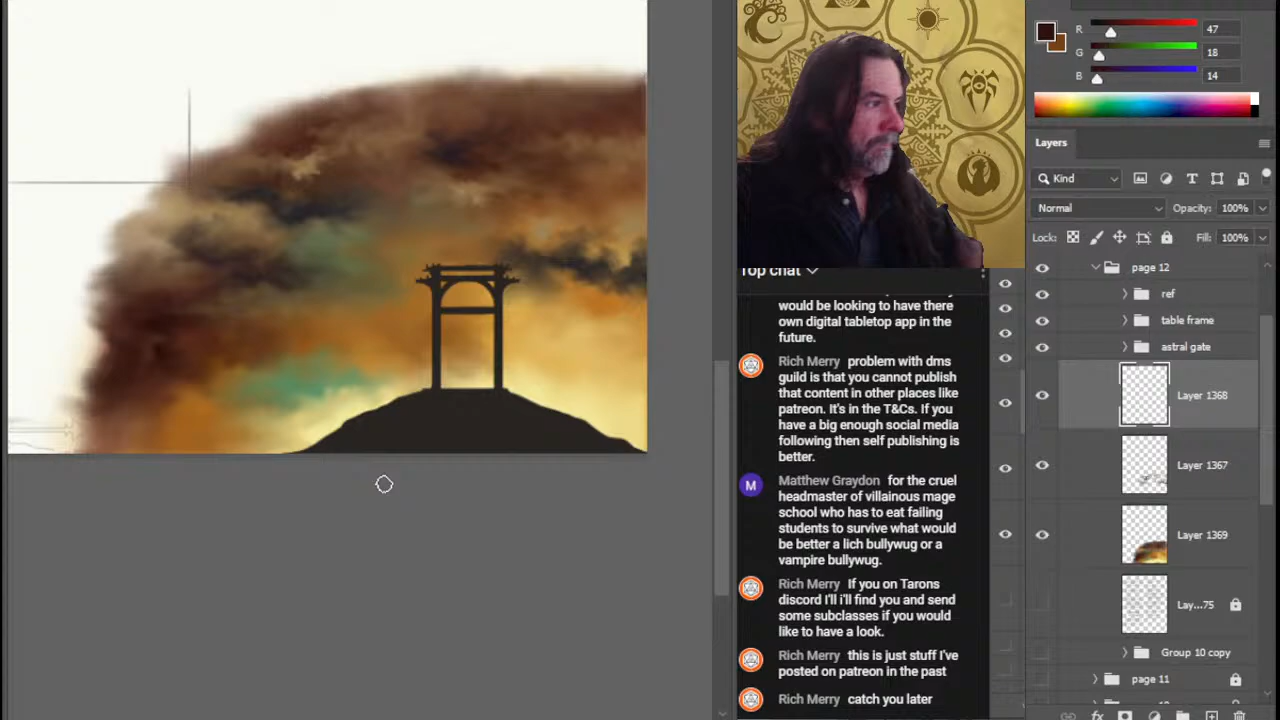 R 47
G 18
B 14
Layers
Kind
Normal Opacity: 100%
Lock: Fill: 100%
page 12
ref
table frame
astral gate
Layer 1368
Layer 1367
Layer 1369
Lay...75
Group 10 copy
page 11
Top chat
would be looking to have there
own digital tabletop app in the
future.
Rich Merry problem with dms
guild is that you cannot publish
that content in other places like
patreon. It's in the T&Cs. If you
have a big enough social media
following then self publishing is
better.
M Matthew Graydon for the cruel
headmaster of villainous mage
school who has to eat failing
students to survive what would
be better a lich bullywug or a
vampire bullywug.
Rich Merry If you on Tarons
discord I'll i'll find you and send
some subclasses if you would
like to have a look.
Rich Merry this is just stuff I've
posted on patreon in the past
Rich Merry catch you later